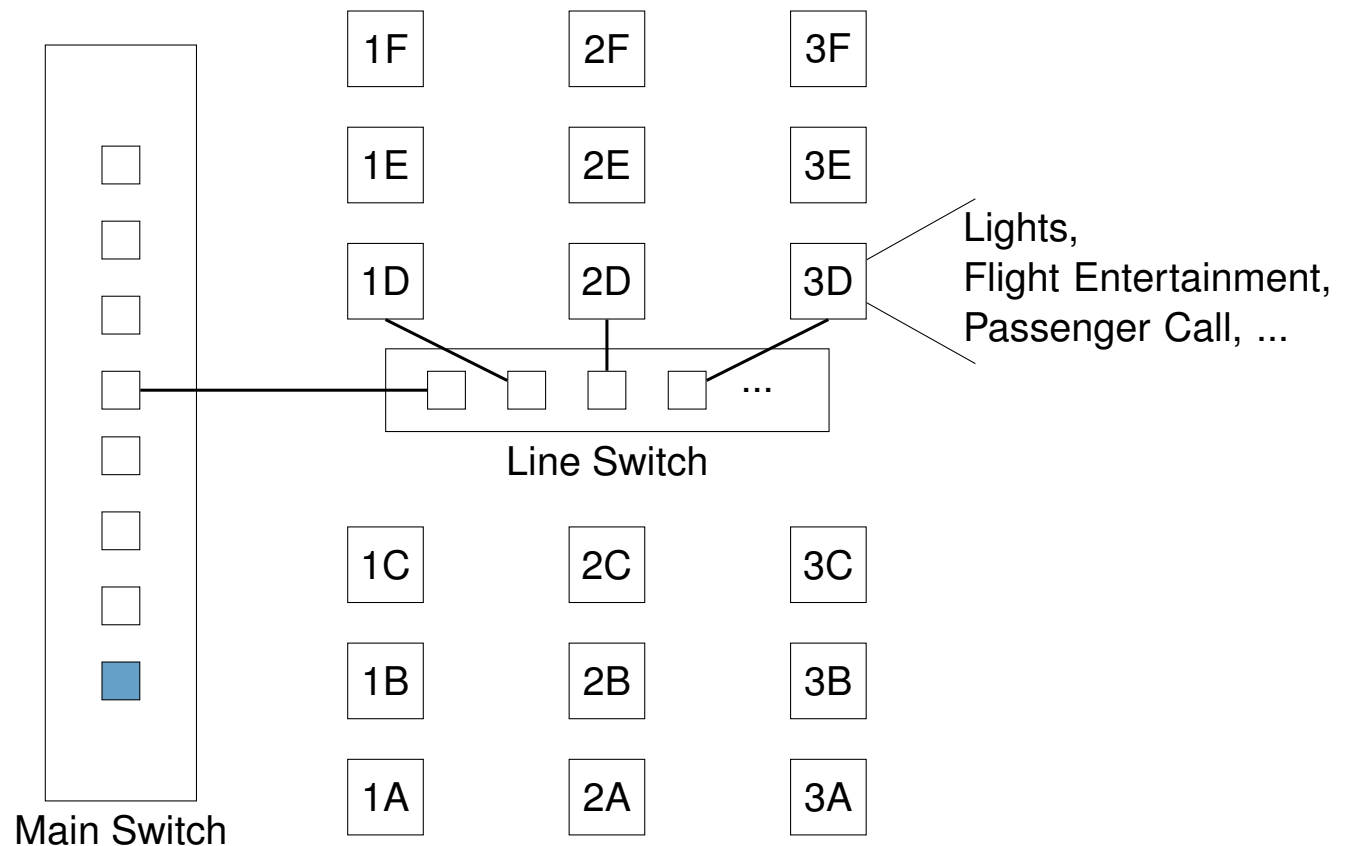 1F 2F 3F
1E 2E 3E
1D 2D 3D
Lights,
Flight Entertainment,
Passenger Call, ...
...
Line Switch
1C 2C 3C
1B 2B 3B
1A 2A 3A
Main Switch